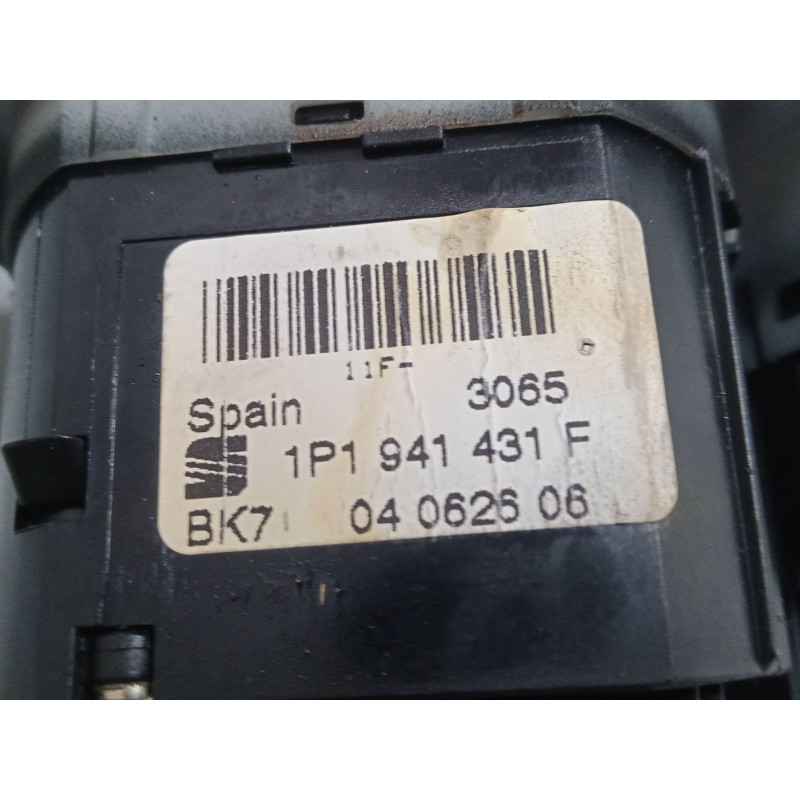 11F-
Spain 3065
1P1 941 431 F
BK7 04 0626 06